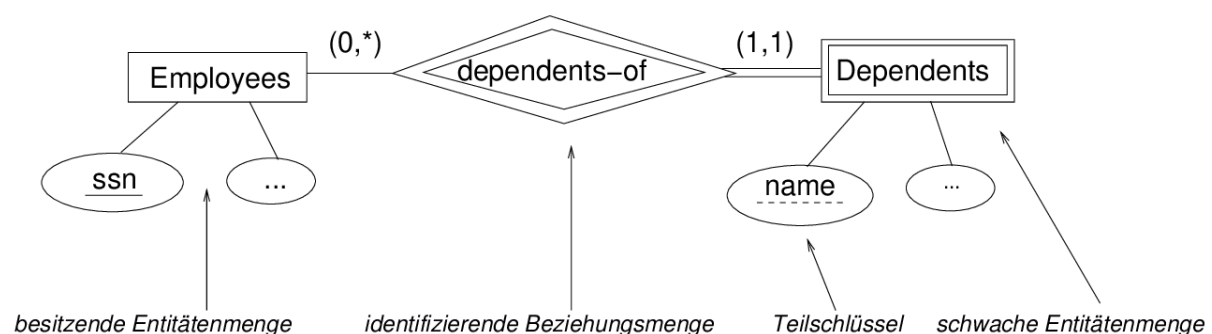 (0,*) (1,1)
Employees dependents–of Dependents
ssn ... name ...
besitzende Entitätenmenge identifizierende Beziehungsmenge Teilschlüssel schwache Entitätenmenge